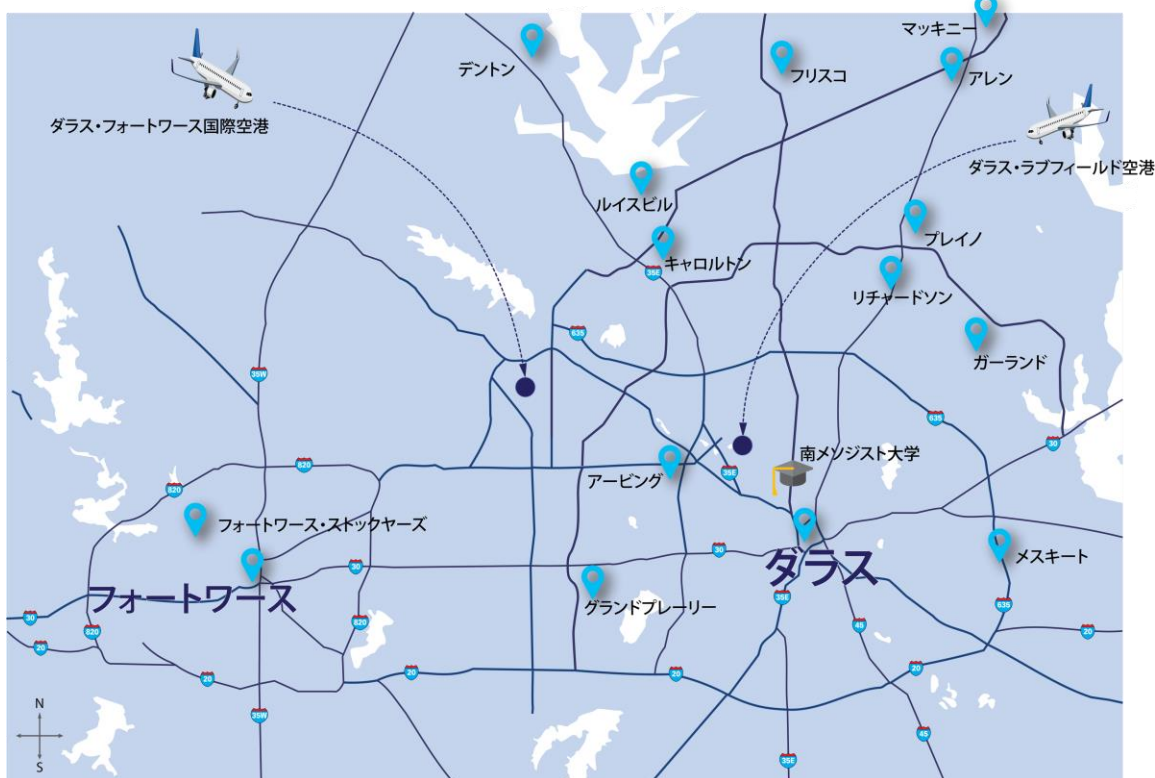 マッキニー
デントン
フリスコ
アレン
ダラス・フォートワース国際空港
ダラス・ラブフィールド空港
ルイスビル
プレイノ
キャロルトン
35E
リチャードソン
635
ガーランド
35W
635
30
南メソジスト大学
820
アービング
35E
820
フォートワース・ストックヤーズ
30
メスキート
ダラス
30
フォートワース
グランドプレーリー
35E
635
30
820
45
820
20
20
20
20
20
20
N
S
35W
45
35E